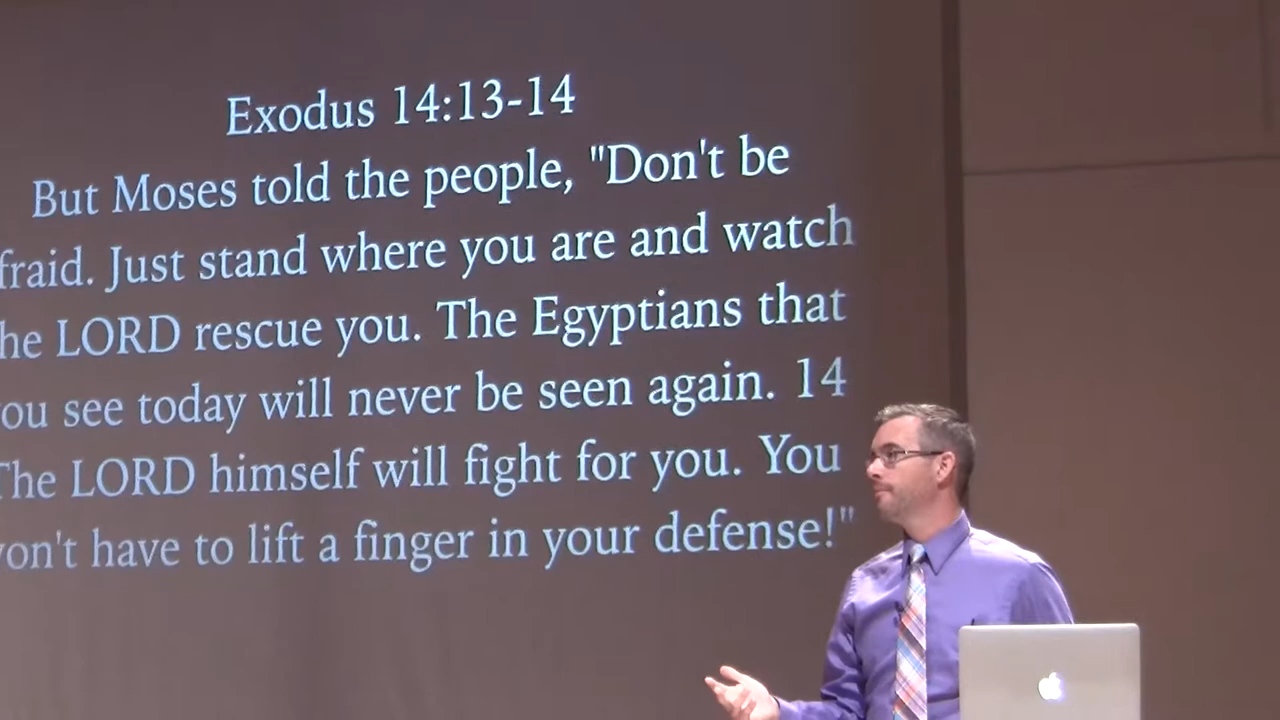 Exodus 14:13-14
But Moses told the people, "Don't be
fraid. Just stand where you are and watch
he LORD rescue you. The Egyptians that
ou see today will never be seen again. 14
The LORD himself will fight for you. You
on't have to lift a finger in your defense!"